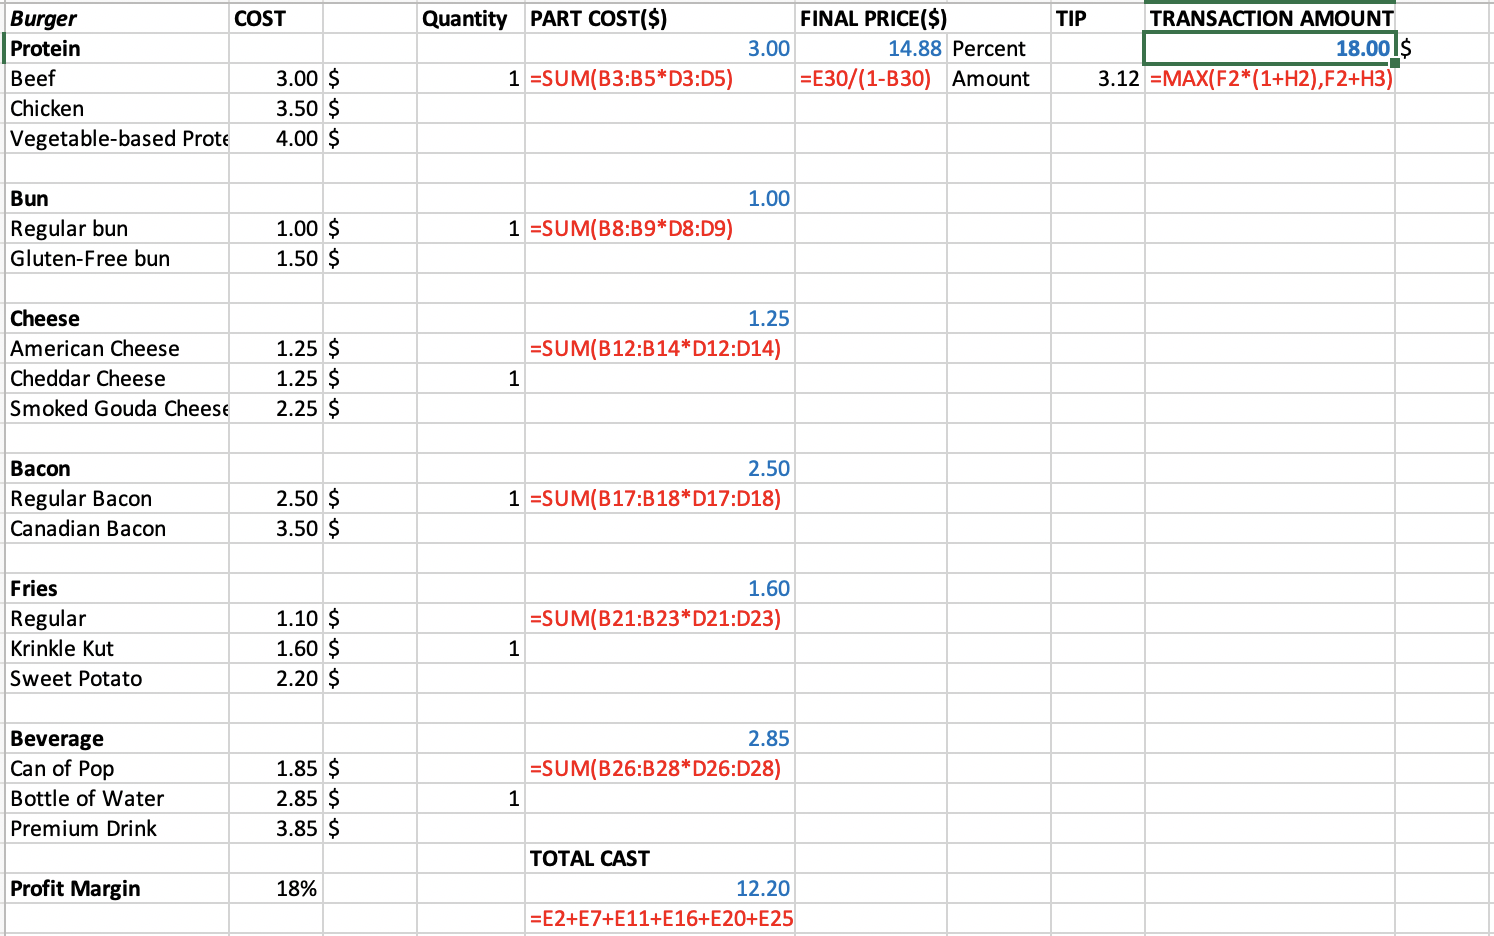 Burger COST Quantity PART COST($) FINAL PRICE($) TIP TRANSACTION AMOUNT
Protein 3.00 14.88 Percent 18.00 $
Beef 3.00 $ 1 =SUM(B3:B5*D3:D5) =E30/(1-B30) Amount 3.12 =MAX(F2*(1+H2),F2+H3)
Chicken 3.50 $
Vegetable-based Prote 4.00 $
Bun 1.00
Regular bun 1.00 $ 1 =SUM(B8:B9*D8:D9)
Gluten-Free bun 1.50 $
Cheese 1.25
American Cheese 1.25 $ =SUM(B12:B14*D12:D14)
Cheddar Cheese 1.25 $ 1
Smoked Gouda Cheese 2.25 $
Bacon 2.50
Regular Bacon 2.50 $ 1 =SUM(B17:B18*D17:D18)
Canadian Bacon 3.50 $
Fries 1.60
Regular 1.10 $ =SUM(B21:B23*D21:D23)
Krinkle Kut 1.60 $ 1
Sweet Potato 2.20 $
Beverage 2.85
Can of Pop 1.85 $ =SUM(B26:B28*D26:D28)
Bottle of Water 2.85 $ 1
Premium Drink 3.85 $
TOTAL CAST
Profit Margin 18% 12.20
=E2+E7+E11+E16+E20+E25